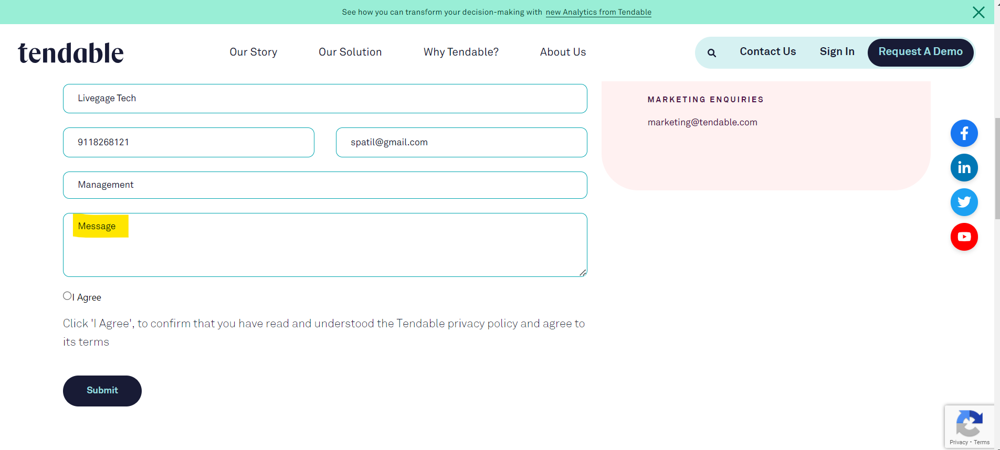 See how you can transform your decision-making with new Analytics from Tendable
tendable
Our Story
Our Solution
Why Tendable?
About Us
Contact Us
Sign In
Request A Demo
Livegage Tech
9118268121
spatil@gmail.com
Management
Message
I Agree
Click 'I Agree', to confirm that you have read and understood the Tendable privacy policy and agree to
its terms
Submit
MARKETING ENQUIRIES
marketing@tendable.com
Privacy - Terms